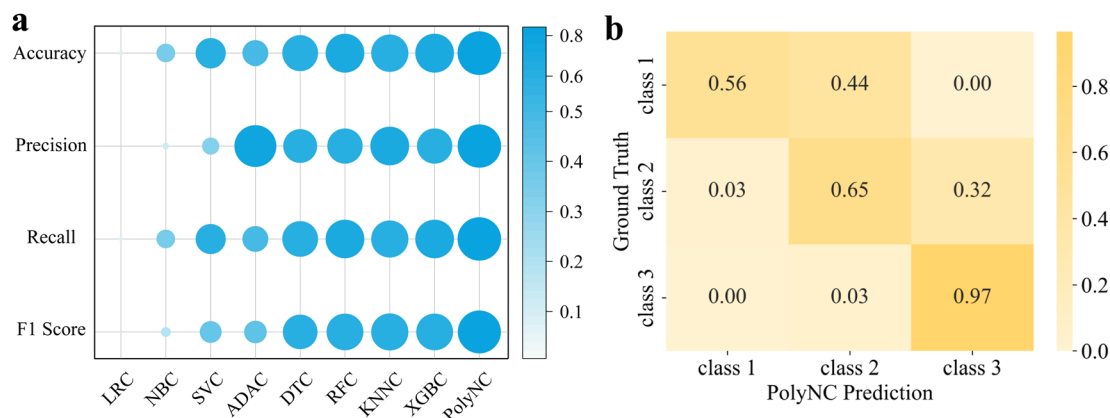 a
Accuracy
Precision
Recall
F1 Score
LRC
NBC
SVC
ADAC
DTC
RFC
KNNC
XGBC
PolyNC
0.8
0.6
0.5
0.4
0.3
0.2
0.1
b
Ground Truth
class 1
class 2
class 3
0.56 0.44 0.00
0.03 0.65 0.32
0.00 0.03 0.97
class 1 class 2 class 3
PolyNC Prediction
0.8
0.6
0.4
0.2
0.0